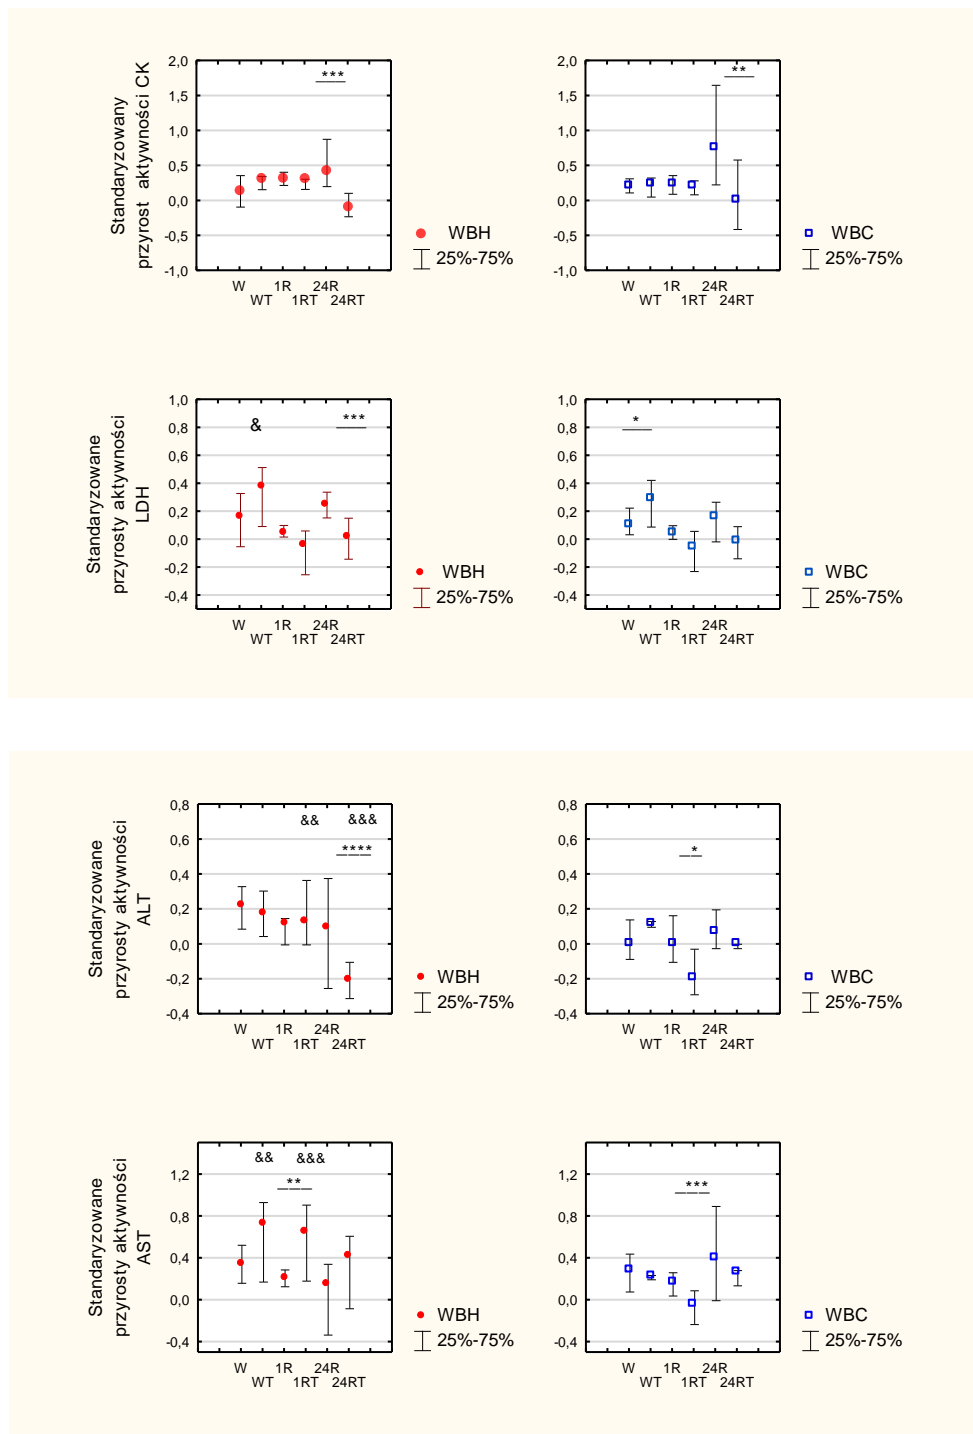 Standaryzowany
przyrost aktywności CK
2,0
1,5
1,0
0,5
0,0
-0,5
-1,0
***
W
WT
1R
1RT
24R
24RT
WBH
25%-75%
2,0
1,5
1,0
0,5
0,0
-0,5
-1,0
**
W
WT
1R
1RT
24R
24RT
WBC
25%-75%
Standaryzowane
przyrosty aktywności
LDH
1,0
0,8
0,6
0,4
0,2
0,0
-0,2
-0,4
&
***
W
WT
1R
1RT
24R
24RT
WBH
25%-75%
1,0
0,8
0,6
0,4
0,2
0,0
-0,2
-0,4
*
W
WT
1R
1RT
24R
24RT
WBC
25%-75%
Standaryzowane
przyrosty aktywności
ALT
0,8
0,6
0,4
0,2
0,0
-0,2
-0,4
&&
&&&
****
W
WT
1R
1RT
24R
24RT
WBH
25%-75%
0,8
0,6
0,4
0,2
0,0
-0,2
-0,4
*
W
WT
1R
1RT
24R
24RT
WBC
25%-75%
Standaryzowane
przyrosty aktywności
AST
1,2
0,8
0,4
0,0
-0,4
&&
&&&
**
W
WT
1R
1RT
24R
24RT
WBH
25%-75%
1,2
0,8
0,4
0,0
-0,4
***
W
WT
1R
1RT
24R
24RT
WBC
25%-75%